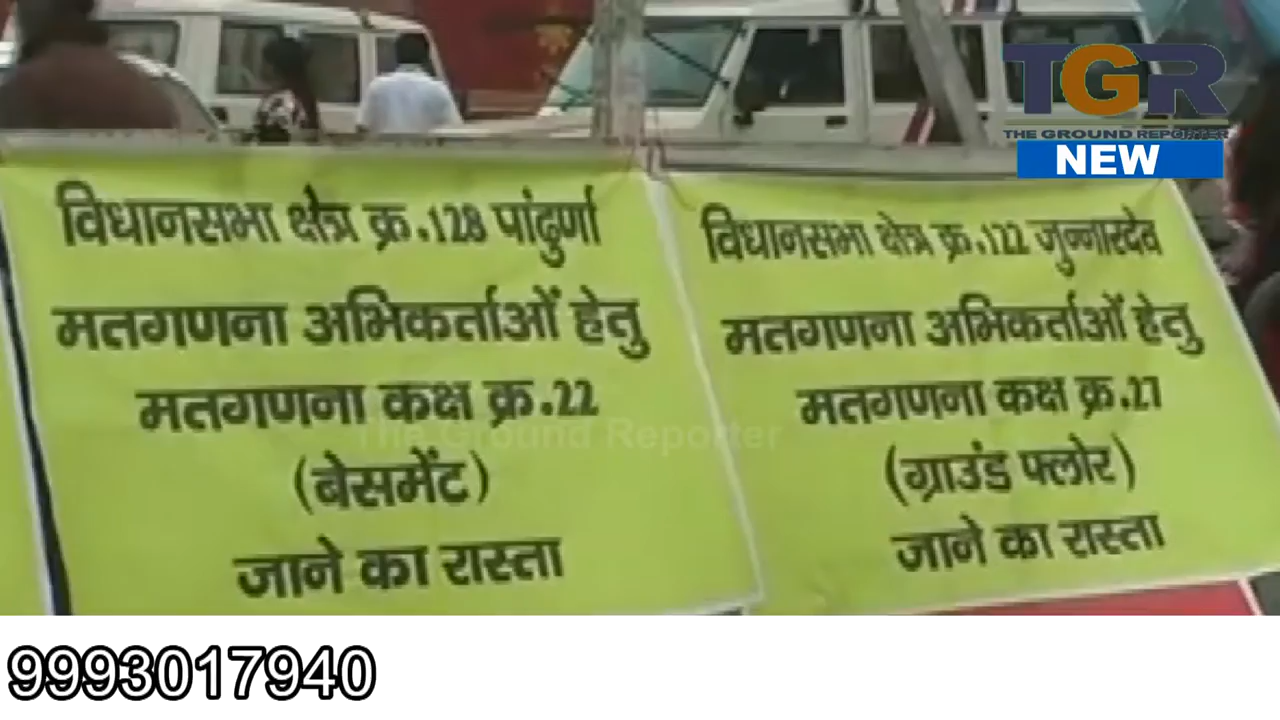 TGR
THE GROUND REPORTER
NEW
विधानसभा क्षेत्र क्र.128 पांढुर्णा
मतगणना अभिकर्ताओं हेतु
मतगणना कक्ष क्र.22
(बेसमेंट)
जाने का रास्ता
विधानसभा क्षेत्र क्र.122 जुन्नारदेव
मतगणना अभिकर्ताओं हेतु
मतगणना कक्ष क्र.27
(ग्राउंड फ्लोर)
जाने का रास्ता
The Ground Reporter
9993017940